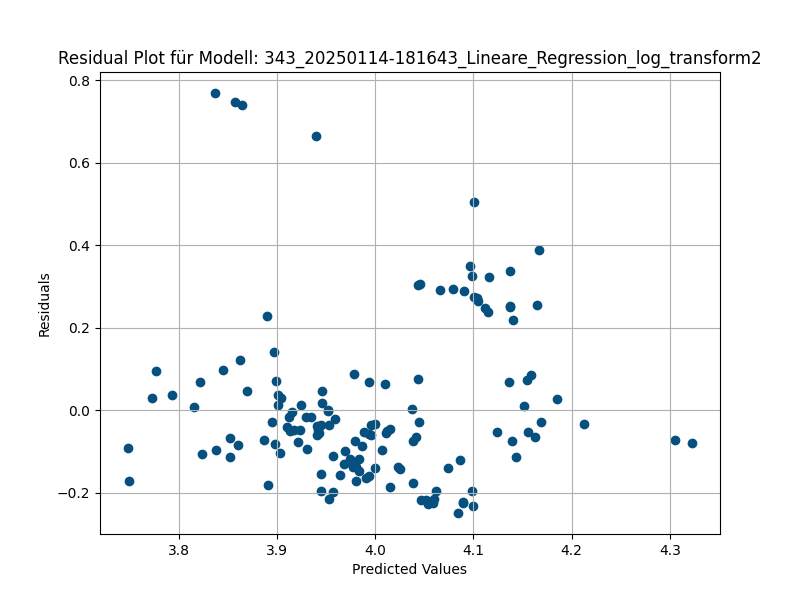 Residual Plot für Modell: 343_20250114-181643_Lineare_Regression_log_transform2
0.8
0.6
0.4
0.2
0.0
−0.2
Residuals
3.8 3.9 4.0 4.1 4.2 4.3
Predicted Values